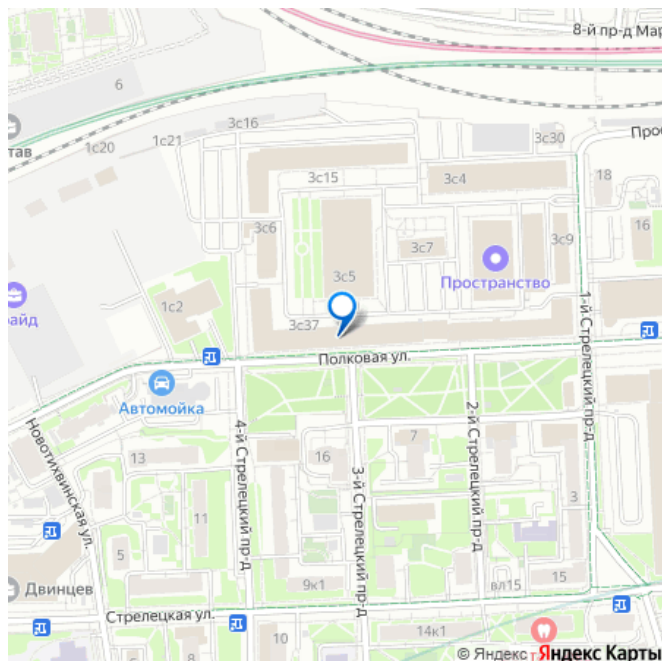 8-й пр-д Мар
6
тав
1с20
1с21
3с16
3с30
Про
3с15
3с4
18
3с6
3с7
3с9
16
3с5
Пространство
райд
1с2
3с37
1-й Стрелецкий пр-д
Полковая ул.
Автомойка
Новотихвинская ул.
4-й Стрелецкий пр-д
3-й Стрелецкий пр-д
2-й Стрелецкий пр-д
7
13
16
11
3
5
Двинцев
9к1
вл15
15
Стрелецкая ул.
8
10
14к1
© Яндекс Яндекс Карты